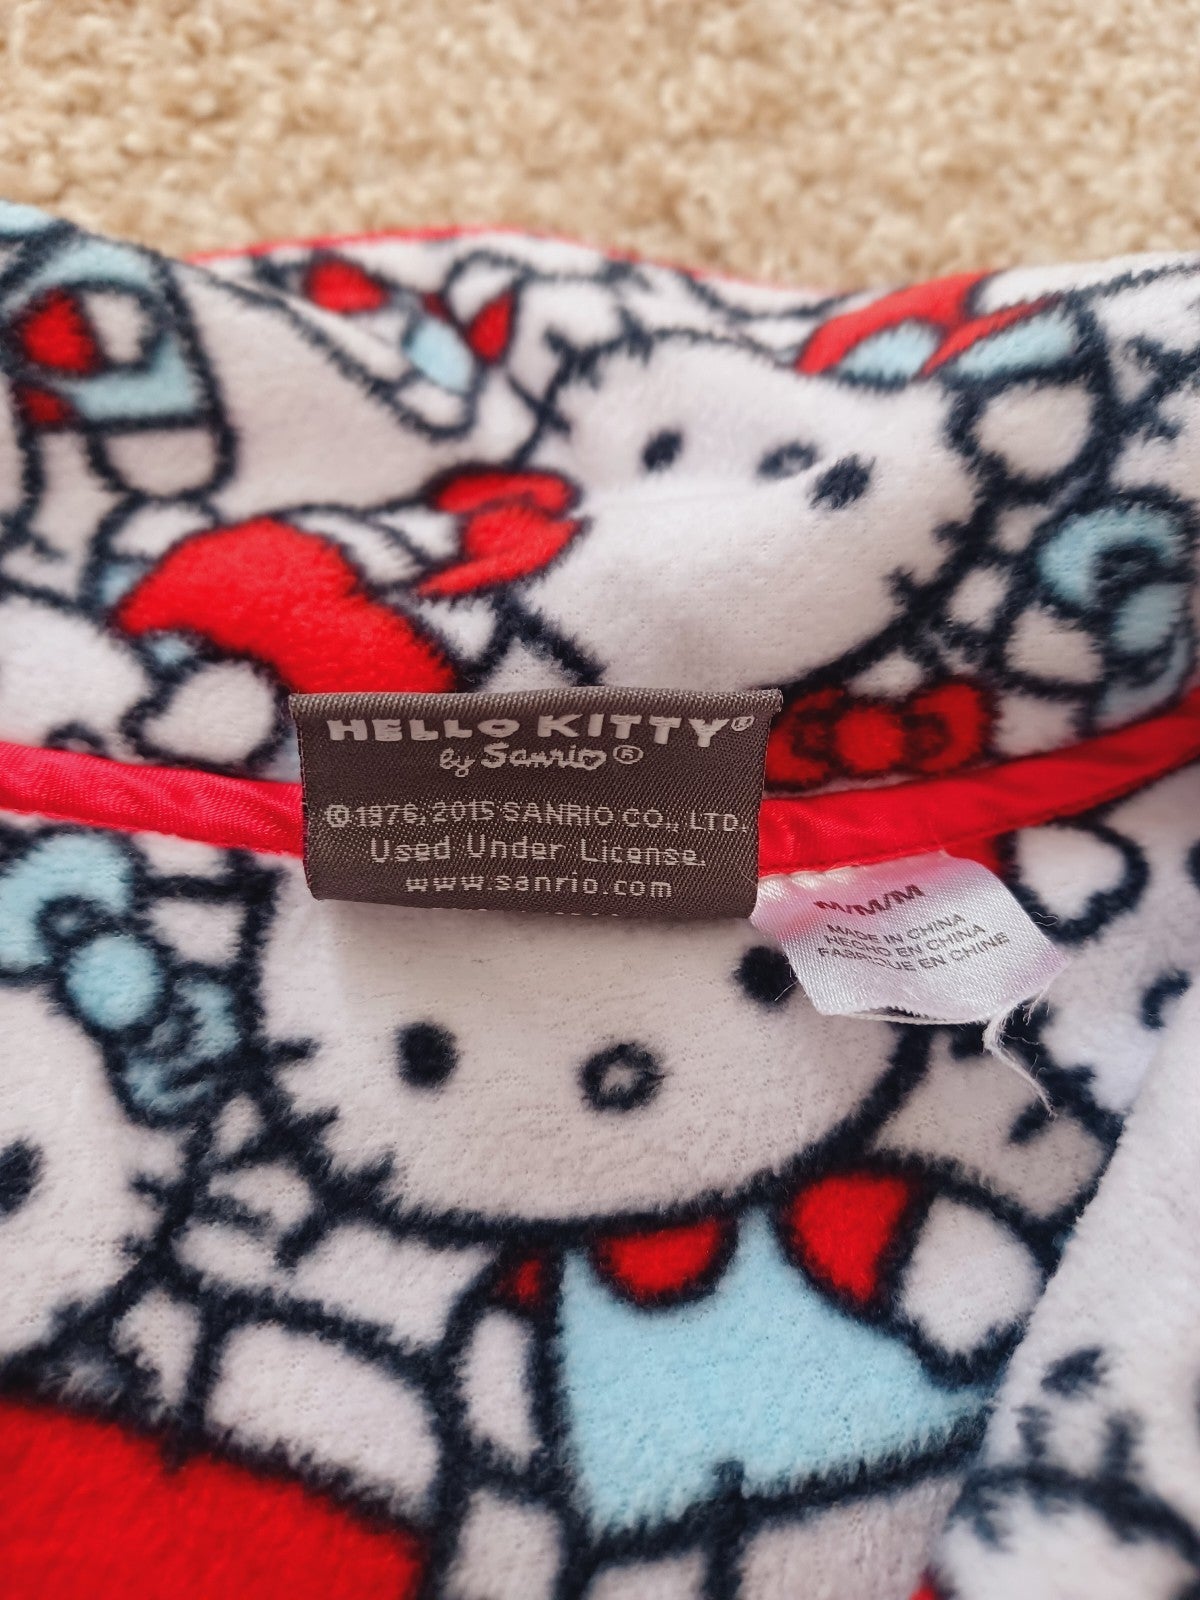 HELLO KITTY®
by Sanrio®
©1976, 2015 SANRIO CO., LTD.
Used Under License.
www.sanrio.com
M/M/M
MADE IN CHINA
HECHO EN CHINA
FABRIQUE EN CHINE